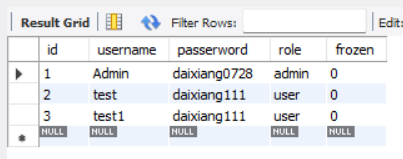 Result Grid Filter Rows: Edit:
id username passerword role frozen
1 Admin daixiang0728 admin 0
2 test daixiang111 user 0
3 test1 daixiang111 user 0
NULL NULL NULL NULL NULL